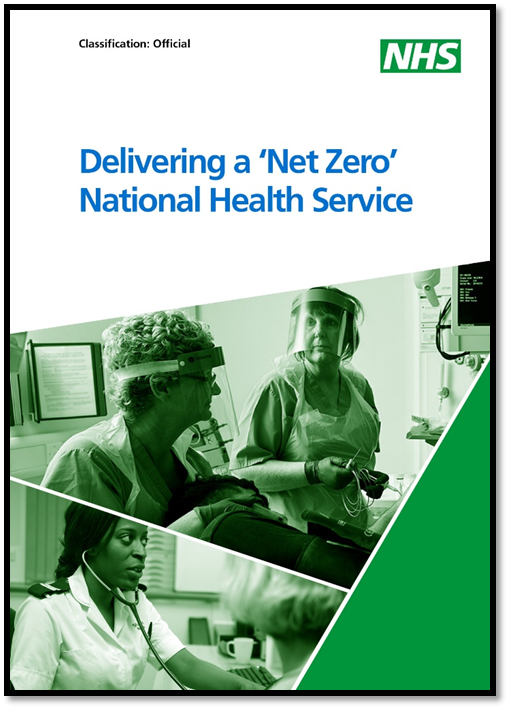 Classification: Official
NHS
Delivering a ‘Net Zero’
National Health Service